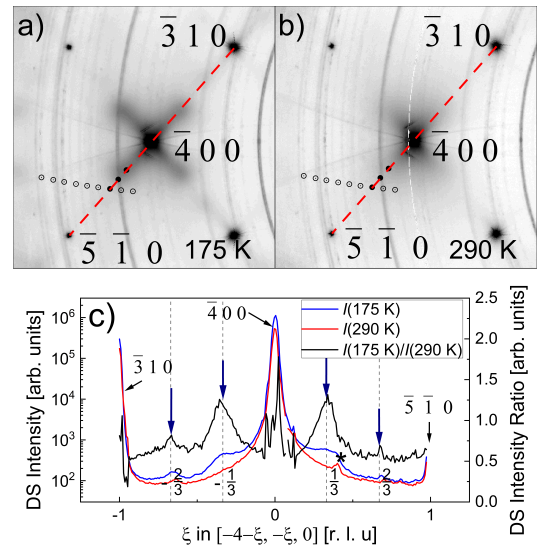 a)
3̅ 1 0
4̅ 0 0
5̅ 1̅ 0
175 K
b)
3̅ 1 0
4̅ 0 0
5̅ 1̅ 0
290 K
c)
4̅ 0 0
I(175 K)
I(290 K)
I(175 K)/I(290 K)
3̅ 1 0
5̅ 1̅ 0
*
-2/3
-1/3
1/3
2/3
DS Intensity [arb. units]
10⁶
10⁵
10⁴
10³
10²
DS Intensity Ratio [arb. units]
2.5
2.0
1.5
1.0
0.5
0.0
-1
0
1
ξ in [−4−ξ, −ξ, 0] [r. l. u]